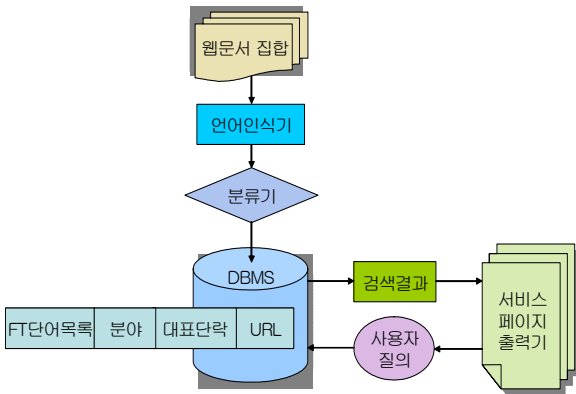 웹문서 집합
언어인식기
분류기
DBMS
FT단어목록
분야
대표단락
URL
검색결과
사용자
질의
서비스
페이지
출력기